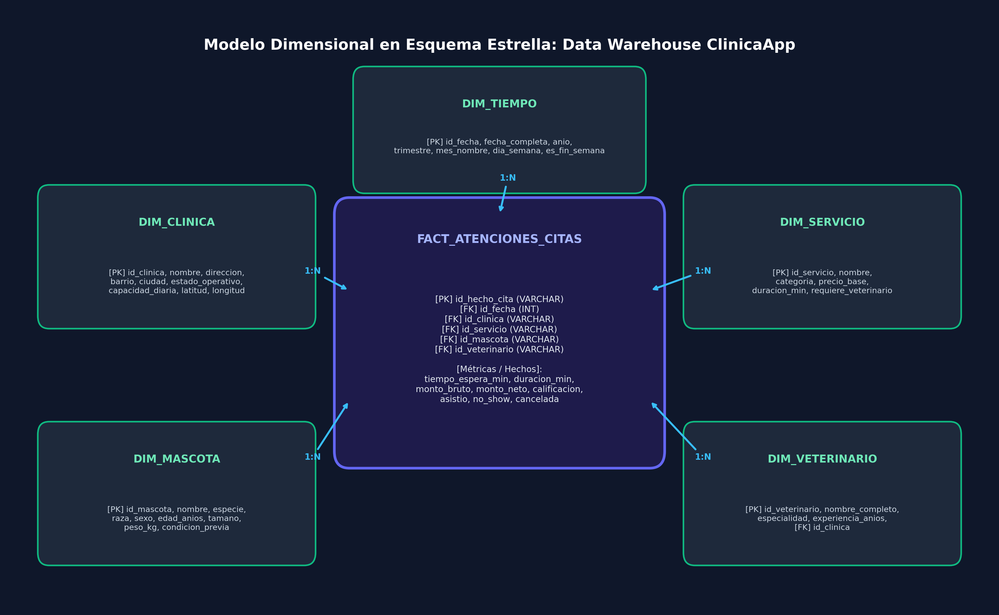 Modelo Dimensional en Esquema Estrella: Data Warehouse ClinicaApp
DIM_TIEMPO
[PK] id_fecha, fecha_completa, anio,
trimestre, mes_nombre, dia_semana, es_fin_semana
1:N
DIM_CLINICA
[PK] id_clinica, nombre, direccion,
barrio, ciudad, estado_operativo,
capacidad_diaria, latitud, longitud
1:N
FACT_ATENCIONES_CITAS
[PK] id_hecho_cita (VARCHAR)
[FK] id_fecha (INT)
[FK] id_clinica (VARCHAR)
[FK] id_servicio (VARCHAR)
[FK] id_mascota (VARCHAR)
[FK] id_veterinario (VARCHAR)
[Métricas / Hechos]:
tiempo_espera_min, duracion_min,
monto_bruto, monto_neto, calificacion,
asistio, no_show, cancelada
DIM_SERVICIO
1:N
[PK] id_servicio, nombre,
categoria, precio_base,
duracion_min, requiere_veterinario
DIM_MASCOTA
1:N
[PK] id_mascota, nombre, especie,
raza, sexo, edad_anios, tamano,
peso_kg, condicion_previa
1:N
DIM_VETERINARIO
[PK] id_veterinario, nombre_completo,
especialidad, experiencia_anios,
[FK] id_clinica